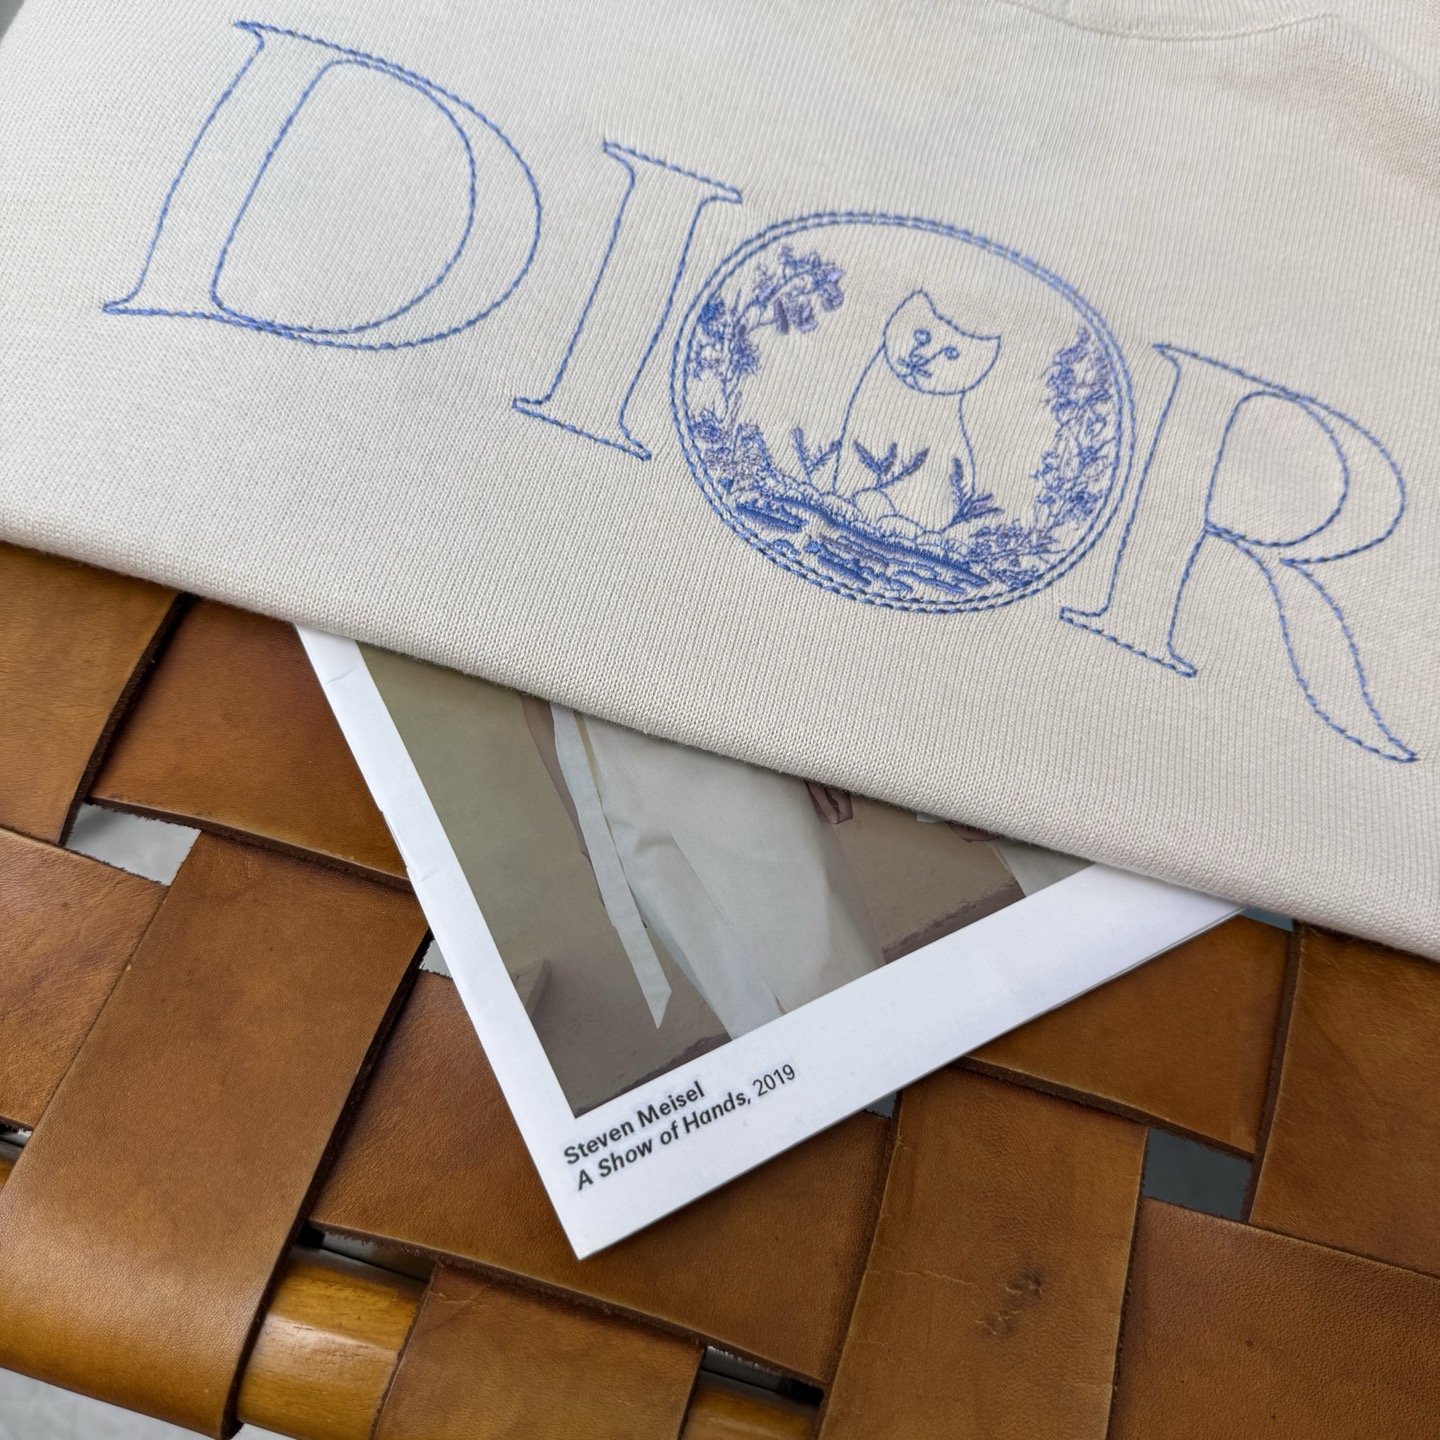 DIOR
Steven Meisel
A Show of Hands, 2019